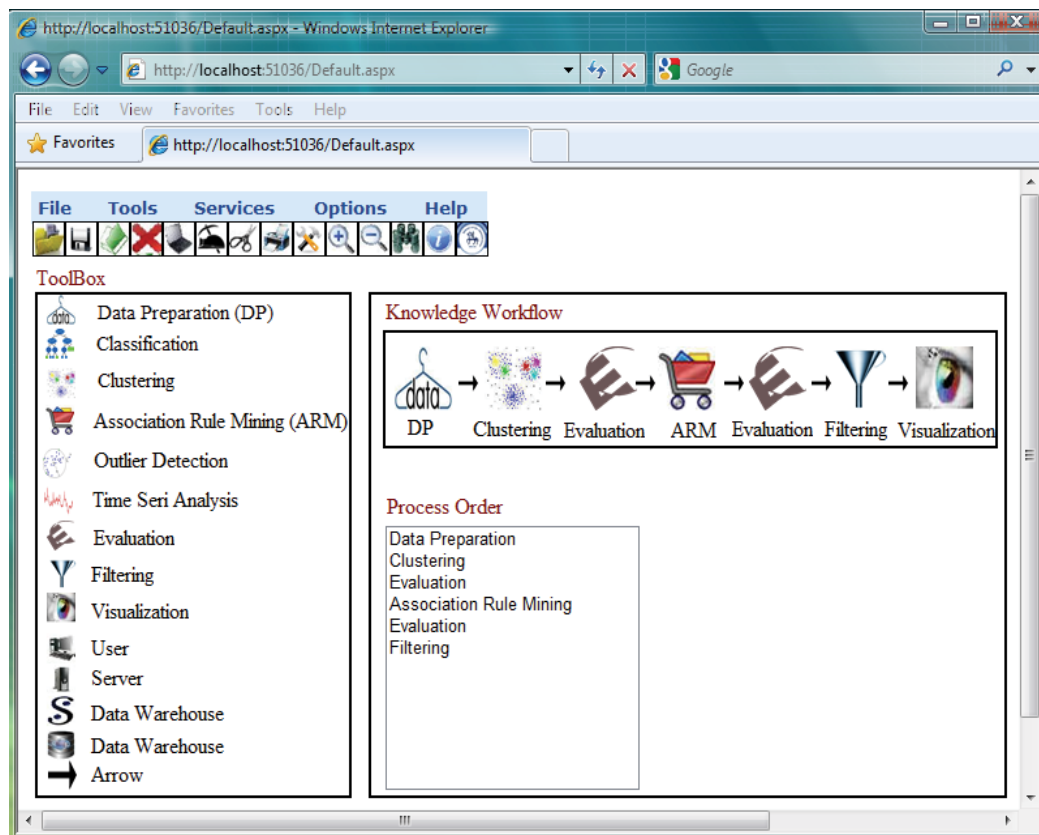 http://localhost:51036/Default.aspx - Windows Internet Explorer
http://localhost:51036/Default.aspx
Google
File Edit View Favorites Tools Help
Favorites
http://localhost:51036/Default.aspx
File Tools Services Options Help
ToolBox
data Data Preparation (DP)
Classification
Clustering
Association Rule Mining (ARM)
Outlier Detection
Time Seri Analysis
Evaluation
Filtering
Visualization
User
Server
Data Warehouse
Data Warehouse
Arrow
Knowledge Workflow
data
DP Clustering Evaluation ARM Evaluation Filtering Visualization
Process Order
Data Preparation
Clustering
Evaluation
Association Rule Mining
Evaluation
Filtering